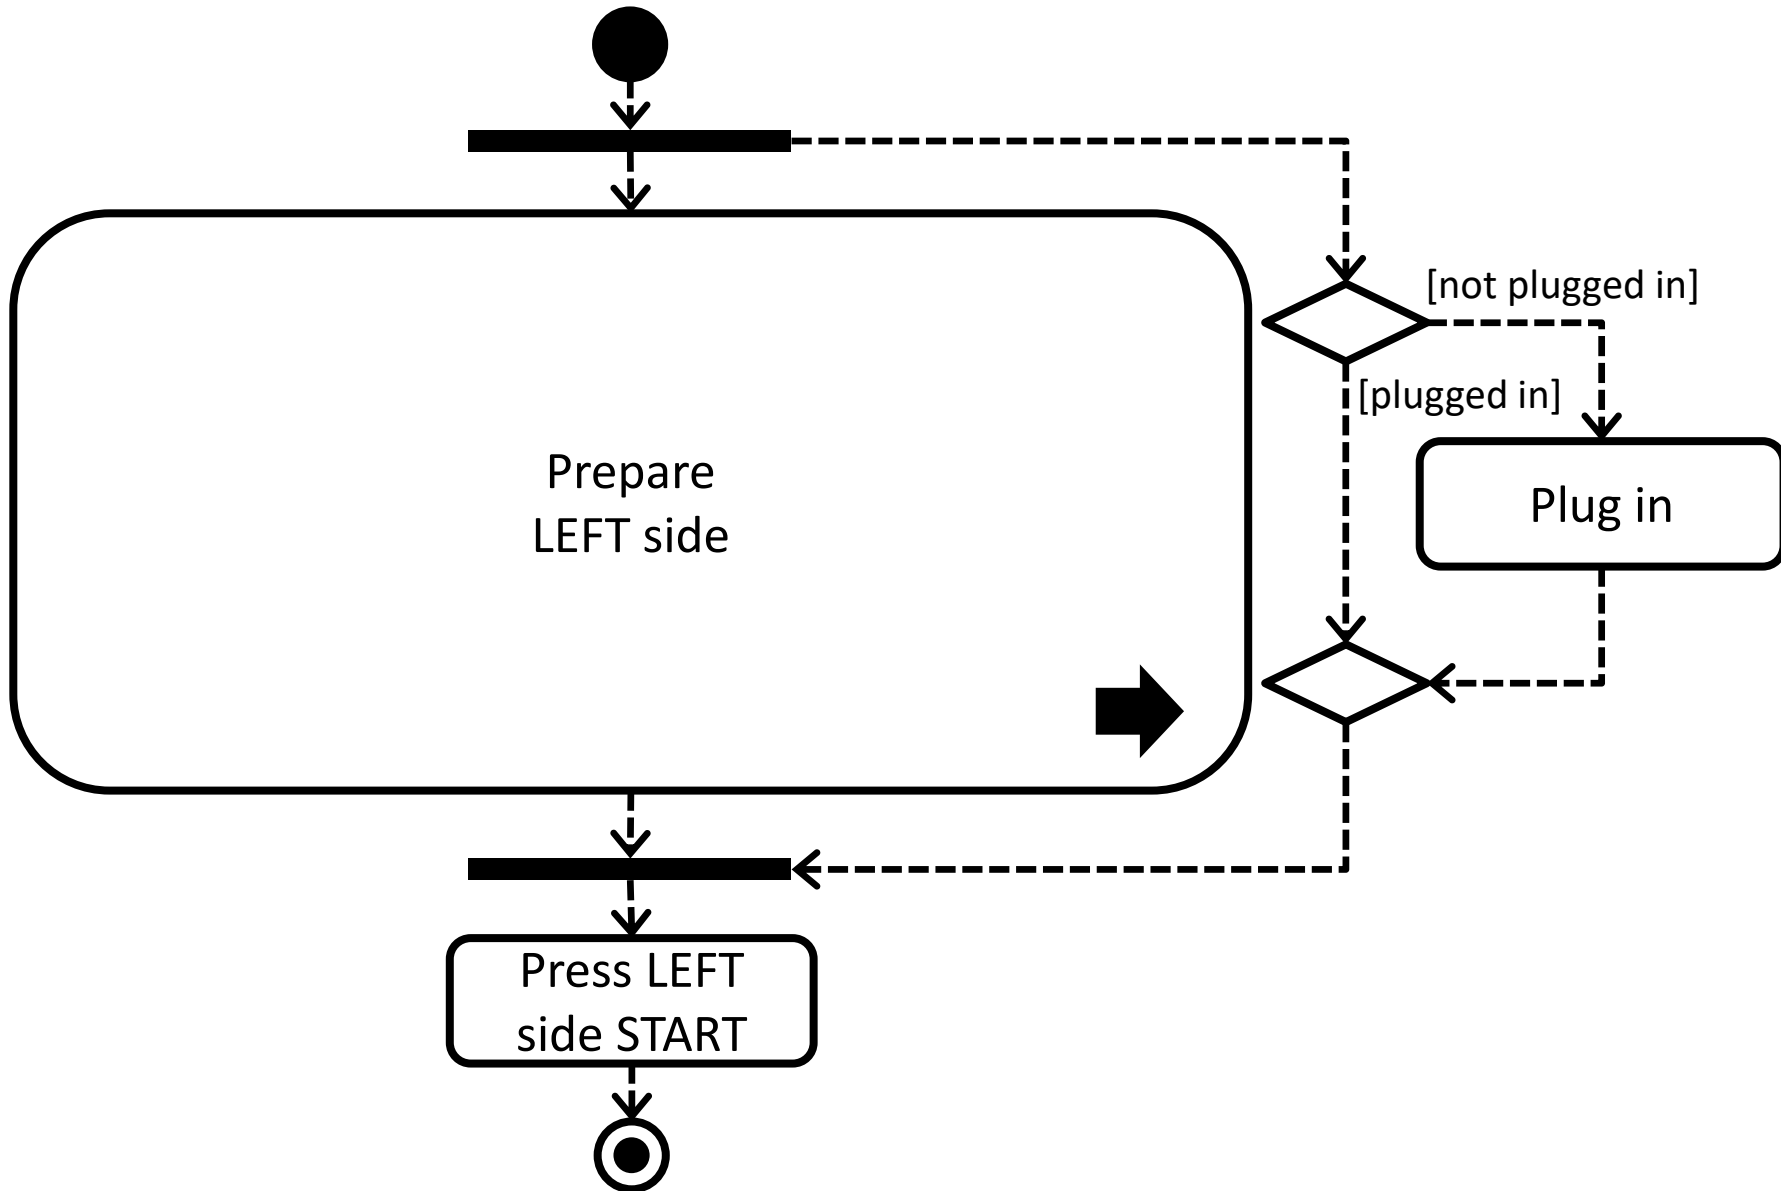 [not plugged in]
[plugged in]
Prepare
LEFT side
Plug in
Press LEFT
side START